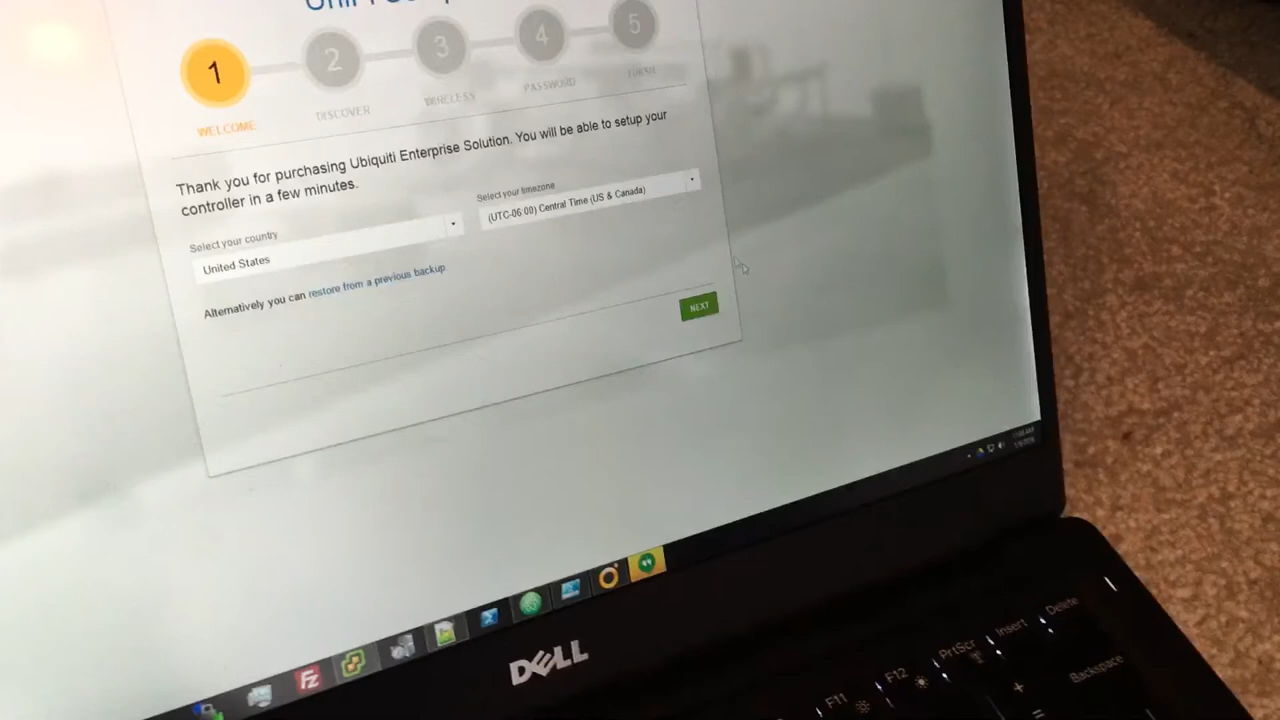 1
2
3
4
5
WELCOME
DISCOVER
WIRELESS
PASSWORD
FINISH
Thank you for purchasing Ubiquiti Enterprise Solution. You will be able to setup your
controller in a few minutes.
Select your country
Select your timezone
United States
(UTC-06:00) Central Time (US & Canada)
Alternatively you can restore from a previous backup
NEXT
Fz
DELL
F11
F12
PrtScr
Insert
Delete
+
=
Backspace